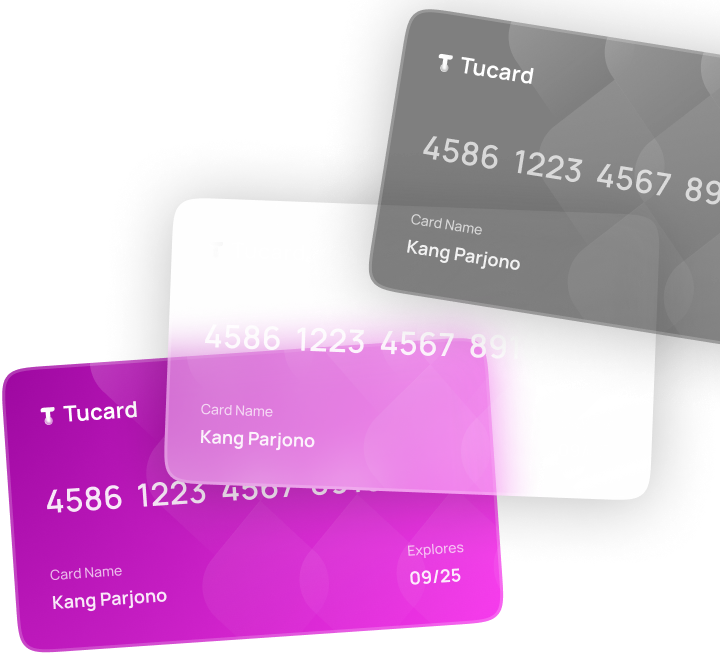 Tucard
4586 1223 4567 89
Card Name
Kang Parjono
4586 1223 4567 891
Card Name
Kang Parjono
Tucard
4586 1223 4567
Card Name
Kang Parjono
Explores
09/25